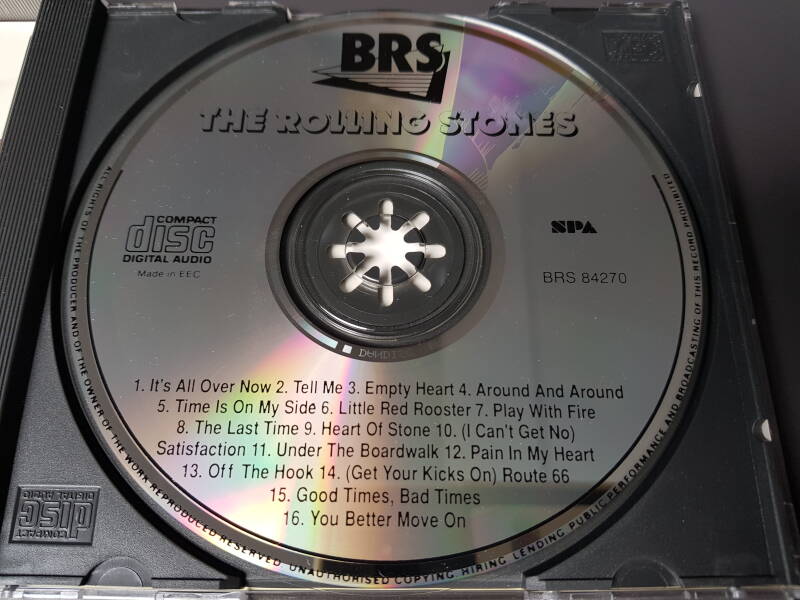 BRS
THE ROLLING STONES
COMPACT
disc
DIGITAL AUDIO
Made in EEC
SPA
BRS 84270
1. It's All Over Now 2. Tell Me 3. Empty Heart 4. Around And Around
5. Time Is On My Side 6. Little Red Rooster 7. Play With Fire
8. The Last Time 9. Heart Of Stone 10. (I Can't Get No)
Satisfaction 11. Under The Boardwalk 12. Pain In My Heart
13. Off The Hook 14. (Get Your Kicks On) Route 66
15. Good Times, Bad Times
16. You Better Move On
ALL RIGHTS OF THE PRODUCER AND OF THE OWNER OF THE WORK REPRODUCED RESERVED. UNAUTHORISED COPYING, HIRING, LENDING, PUBLIC PERFORMANCE AND BROADCASTING OF THIS RECORD PROHIBITED
COMPACT
disc
DIGITAL AUDIO